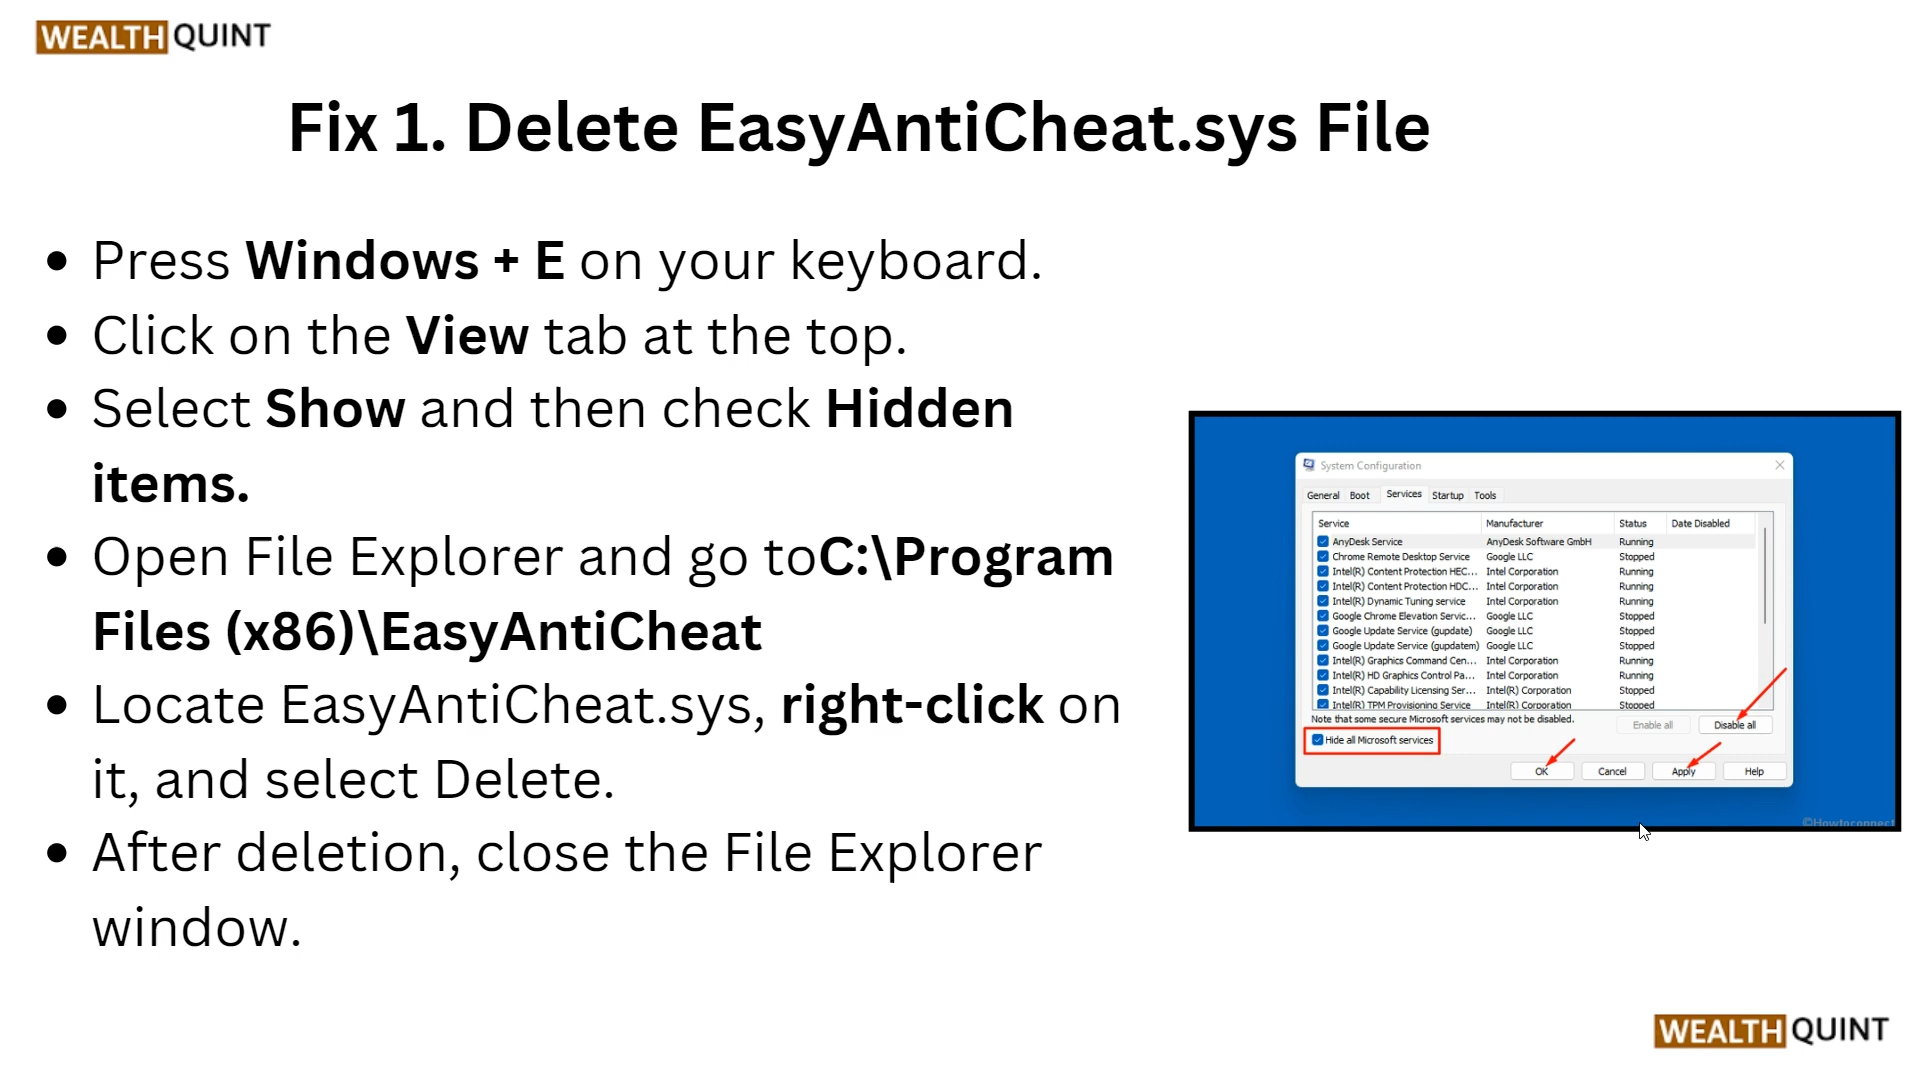 WEALTH QUINT
Fix 1. Delete EasyAntiCheat.sys File
• Press Windows + E on your keyboard.
• Click on the View tab at the top.
• Select Show and then check Hidden
items.
• Open File Explorer and go toC:\Program
Files (x86)\EasyAntiCheat
• Locate EasyAntiCheat.sys, right-click on
it, and select Delete.
• After deletion, close the File Explorer
window.
System Configuration
General Boot Services Startup Tools
Service Manufacturer Status Date Disabled
AnyDesk Service AnyDesk Software GmbH Running
Chrome Remote Desktop Service Google LLC Stopped
Intel(R) Content Protection HEC... Intel Corporation Running
Intel(R) Content Protection HDC... Intel Corporation Running
Intel(R) Dynamic Tuning service Intel Corporation Running
Google Chrome Elevation Servic... Google LLC Stopped
Google Update Service (gupdate) Google LLC Stopped
Google Update Service (gupdatem) Google LLC Stopped
Intel(R) Graphics Command Cen... Intel Corporation Running
Intel(R) HD Graphics Control Pa... Intel Corporation Running
Intel(R) Capability Licensing Ser... Intel(R) Corporation Stopped
Intel(R) TPM Provisioning Service Intel(R) Corporation Stopped
Note that some secure Microsoft services may not be disabled.
Enable all Disable all
Hide all Microsoft services
OK Cancel Apply Help
©Howtoconnect
WEALTH QUINT